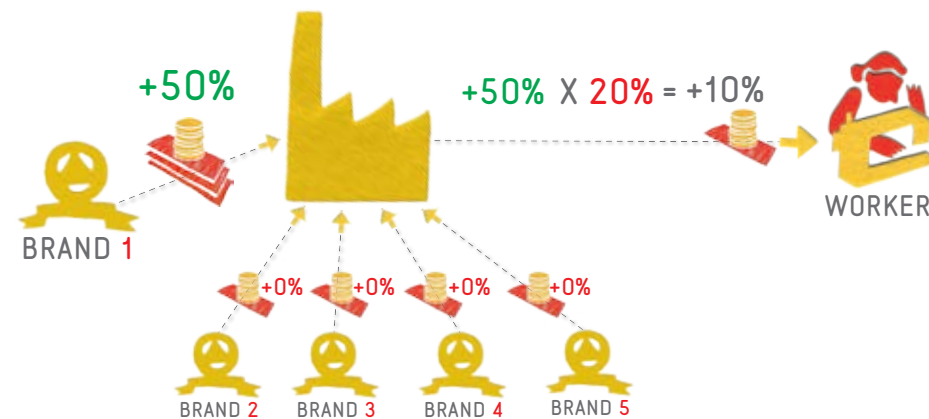 +50%
+50% X 20% = +10%
WORKER
BRAND 1
+0%
+0%
+0%
+0%
BRAND 2
BRAND 3
BRAND 4
BRAND 5